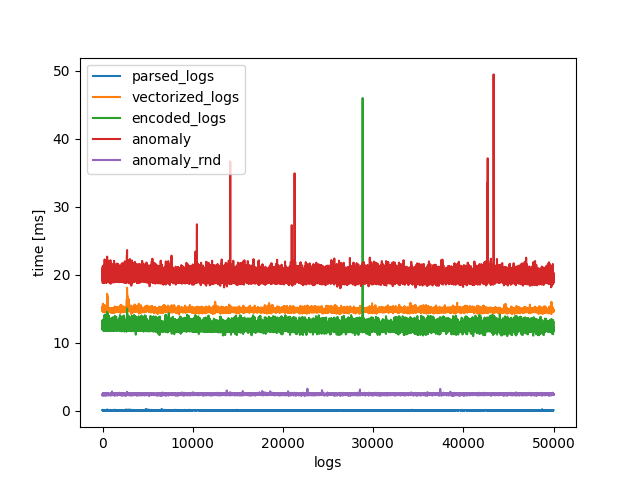 50
40
30
20
10
0
time [ms]
parsed_logs
vectorized_logs
encoded_logs
anomaly
anomaly_rnd
0 10000 20000 30000 40000 50000
logs